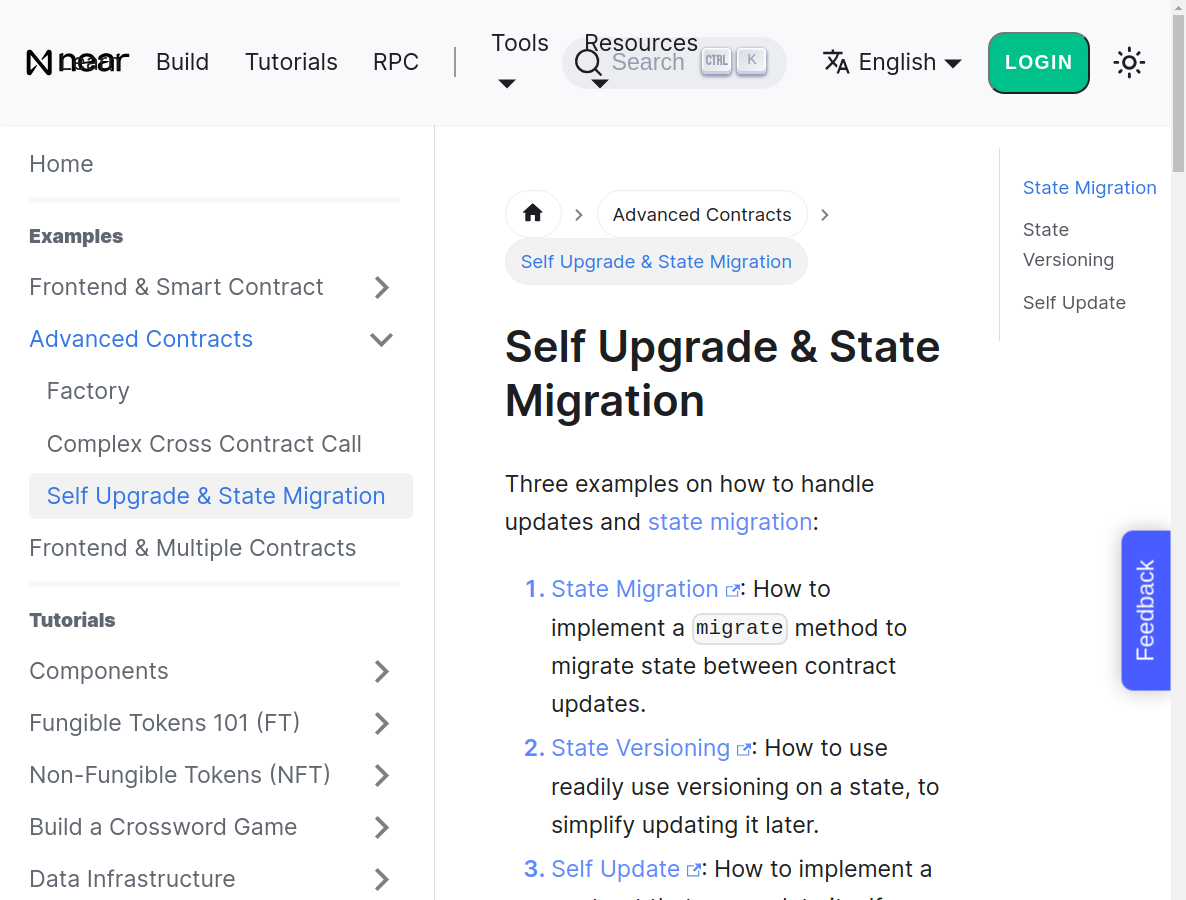 near
Learn
Build
Tutorials
RPC
Tools
Resources
Search
CTRL
K
English
LOGIN
Home
Examples
Frontend & Smart Contract
Advanced Contracts
Factory
Complex Cross Contract Call
Self Upgrade & State Migration
Frontend & Multiple Contracts
Tutorials
Components
Fungible Tokens 101 (FT)
Non-Fungible Tokens (NFT)
Build a Crossword Game
Data Infrastructure
Advanced Contracts
Self Upgrade & State Migration
Self Upgrade & State
Migration
Three examples on how to handle
updates and state migration:
1. State Migration: How to
implement a migrate method to
migrate state between contract
updates.
2. State Versioning: How to use
readily use versioning on a state, to
simplify updating it later.
3. Self Update: How to implement a
State Migration
State
Versioning
Self Update
Feedback